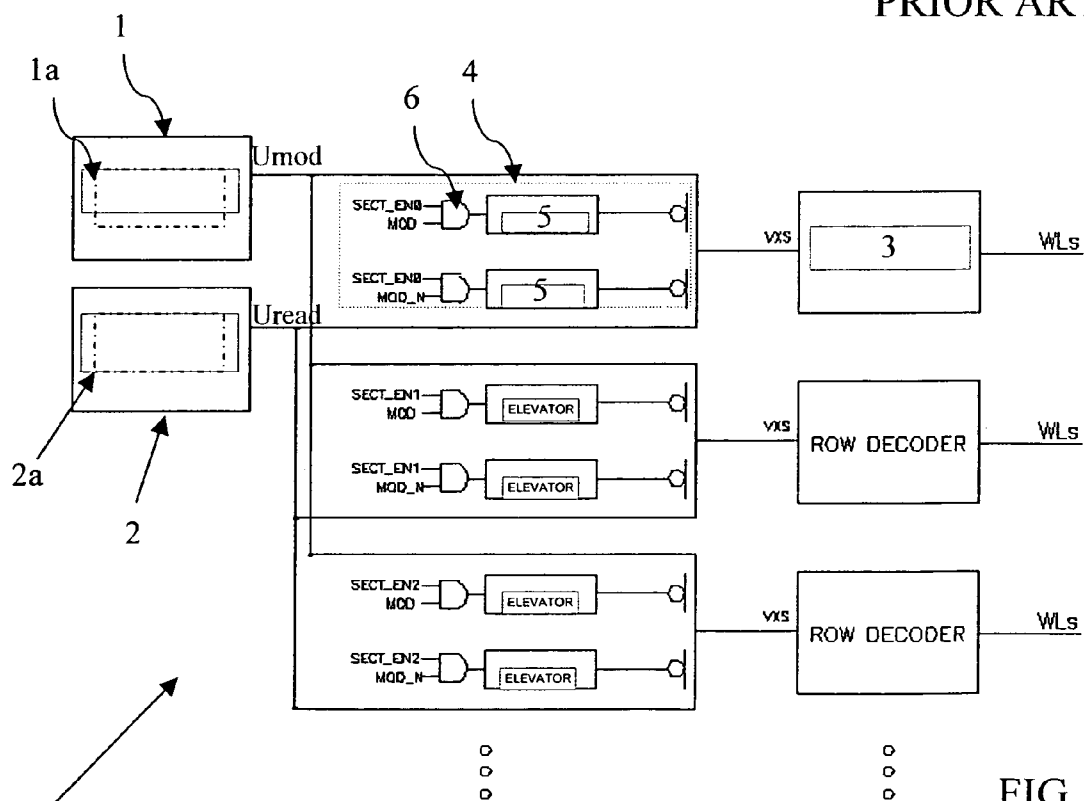 PRIOR AR
1
1a
4
6
Umod
SECT_EN0
MOD
5
VXS
3
WLs
SECT_EN0
MOD_N
5
Uread
SECT_EN1
MOD
ELEVATOR
VXS
ROW DECODER
WLs
SECT_EN1
MOD_N
ELEVATOR
2a
2
SECT_EN2
MOD
ELEVATOR
VXS
ROW DECODER
WLs
SECT_EN2
MOD_N
ELEVATOR
FIG